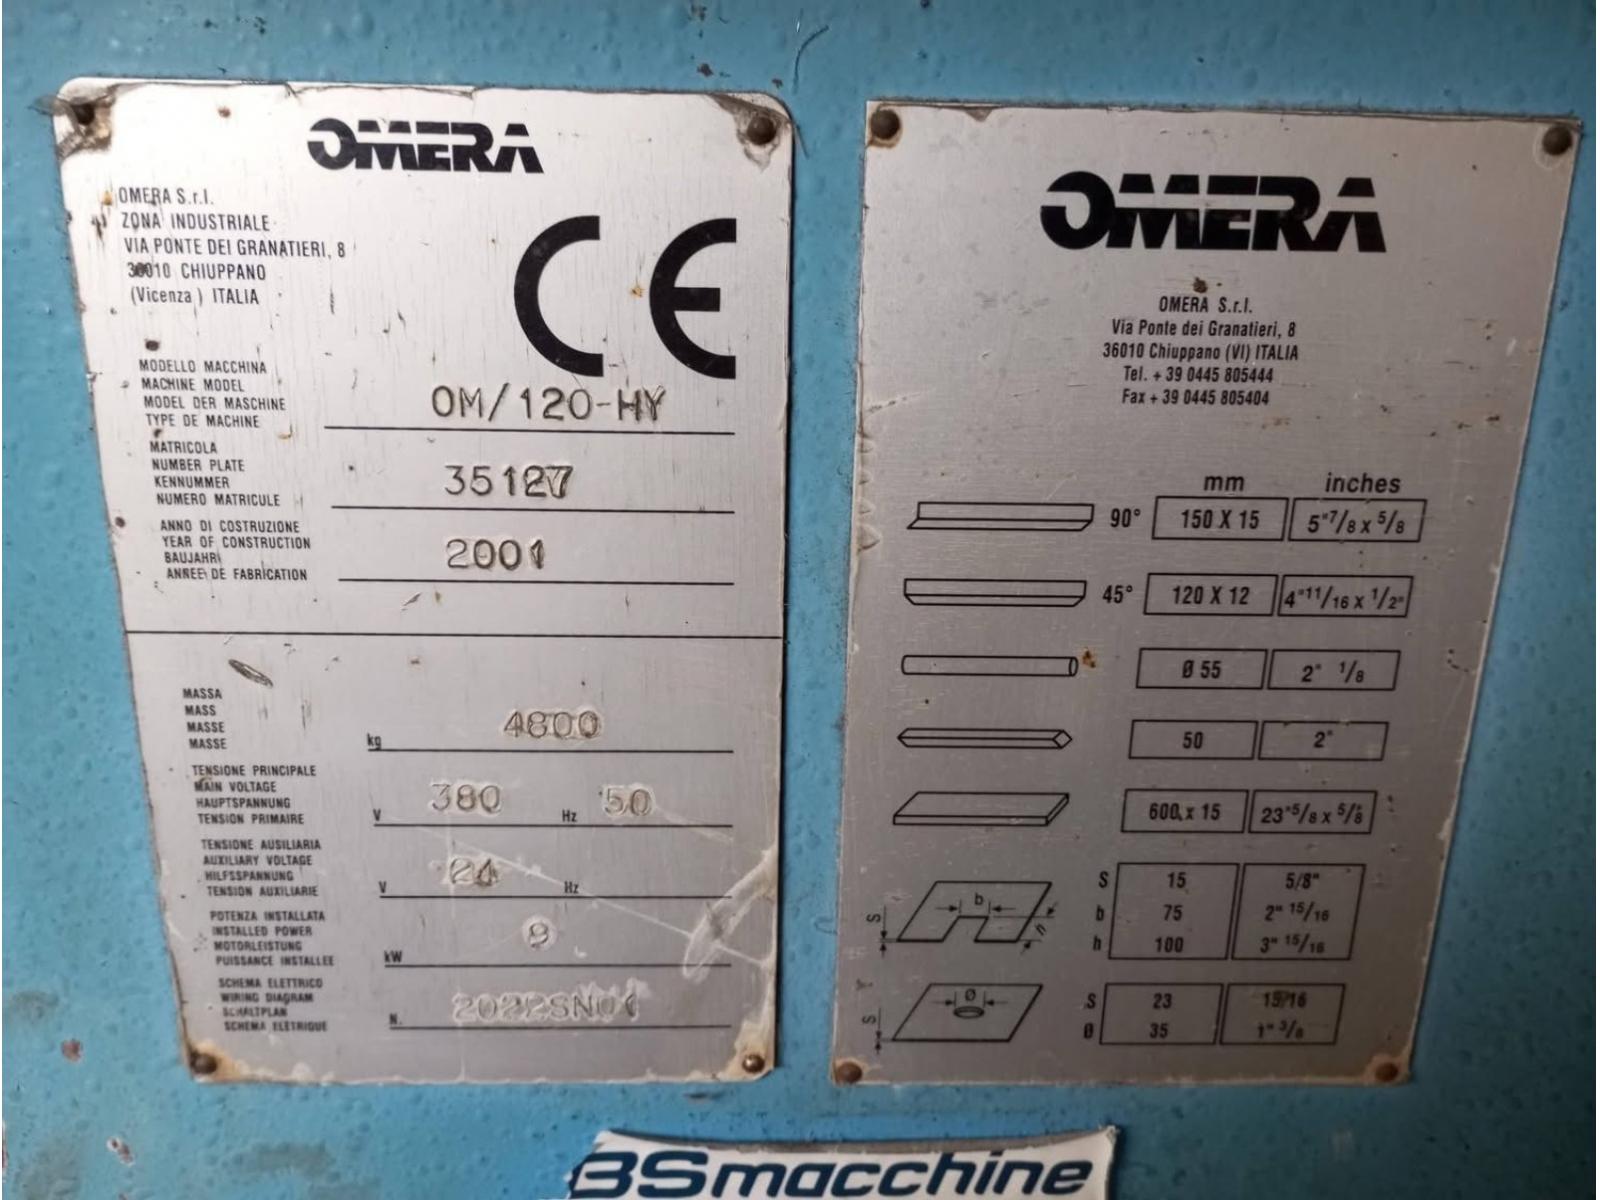 OMERA
OMERA S.r.l.
ZONA INDUSTRIALE
VIA PONTE DEI GRANATIERI, 8
36010 CHIUPPANO
(Vicenza) ITALIA
CE
MODELLO MACCHINA
MACHINE MODEL
MODEL DER MASCHINE
TYPE DE MACHINE
OM/120-HY
MATRICOLA
NUMBER PLATE
KENNUMMER
NUMERO MATRICULE
35127
ANNO DI COSTRUZIONE
YEAR OF CONSTRUCTION
BAUJAHR
ANNEE DE FABRICATION
2001
MASSA
MASS
MASSE
MASSE
kg 4800
TENSIONE PRINCIPALE
MAIN VOLTAGE
HAUPTSPANNUNG
TENSION PRIMAIRE
V 380 Hz 50
TENSIONE AUSILIARIA
AUXILIARY VOLTAGE
HILFSSPANNUNG
TENSION AUXILIARIE
V 24 Hz
POTENZA INSTALLATA
INSTALLED POWER
MOTORLEISTUNG
PUISSANCE INSTALLEE
kW
SCHEMA ELETTRICO
WIRING DIAGRAM
SCHALTPLAN
SCHEMA ELETRIQUE
N. 2022SN01
OMERA
OMERA S.r.l.
Via Ponte dei Granatieri, 8
36010 Chiuppano (VI) ITALIA
Tel. + 39 0445 805444
Fax + 39 0445 805404
mm inches
90° 150 X 15 5"7/8 x 5/8
45° 120 X 12 4"11/16 x 1/2"
Ø 55 2" 1/8
50 2"
600 x 15 23"5/8 x 5/8
S b h
S 15 5/8"
b 75 2" 15/16
h 100 3" 15/16
S Ø
S 23 15/16
Ø 35 1" 3/8
BSmacchine